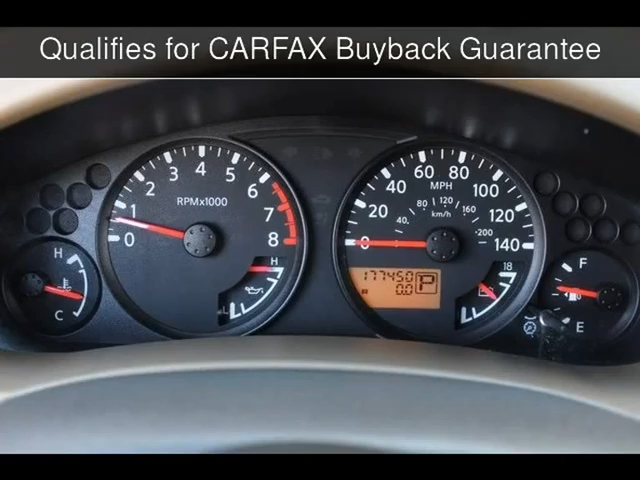 Qualifies for CARFAX Buyback Guarantee
RPMx1000
0 1 2 3 4 5 6 7 8
MPH
0 20 40 60 80 100 120 140
km/h
40 80 120 160 200
H
C
H
L
177450
0.0
P
18
F
E